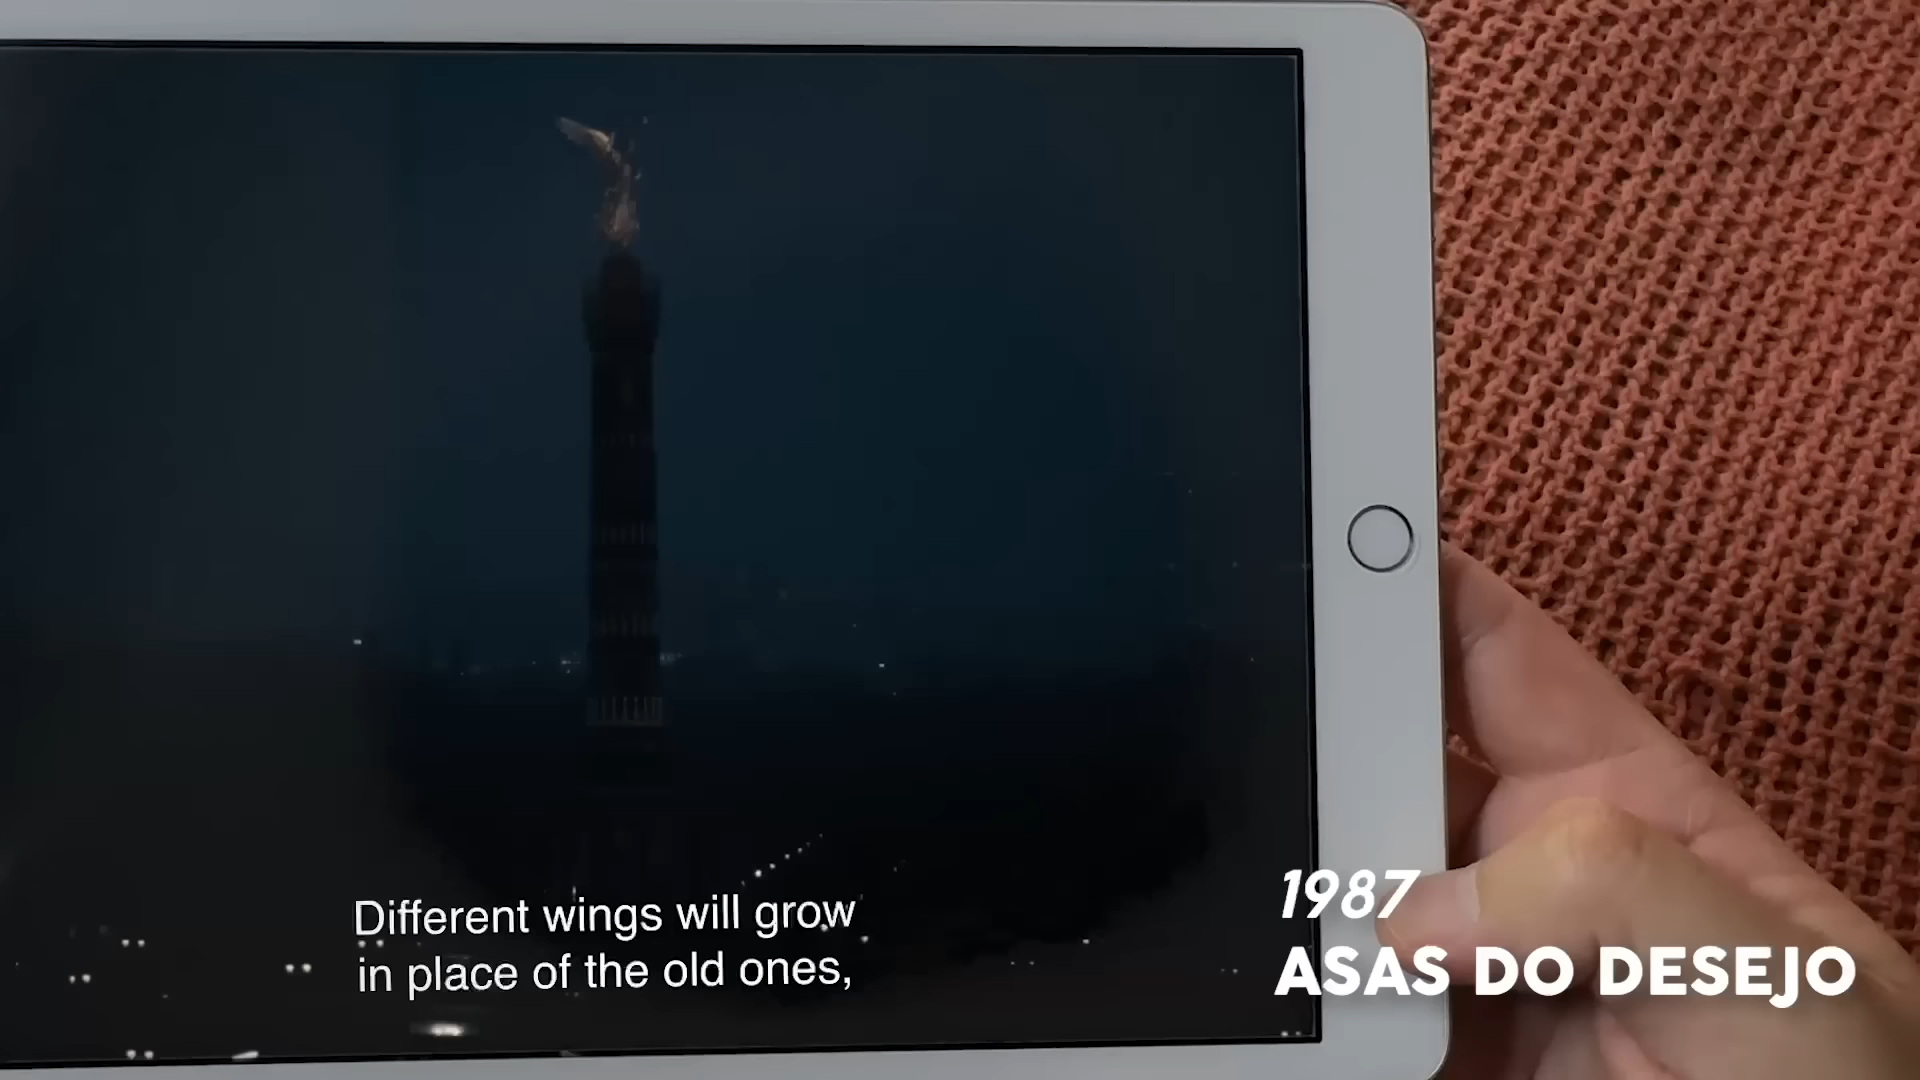 Different wings will grow
in place of the old ones,
1987
ASAS DO DESEJO